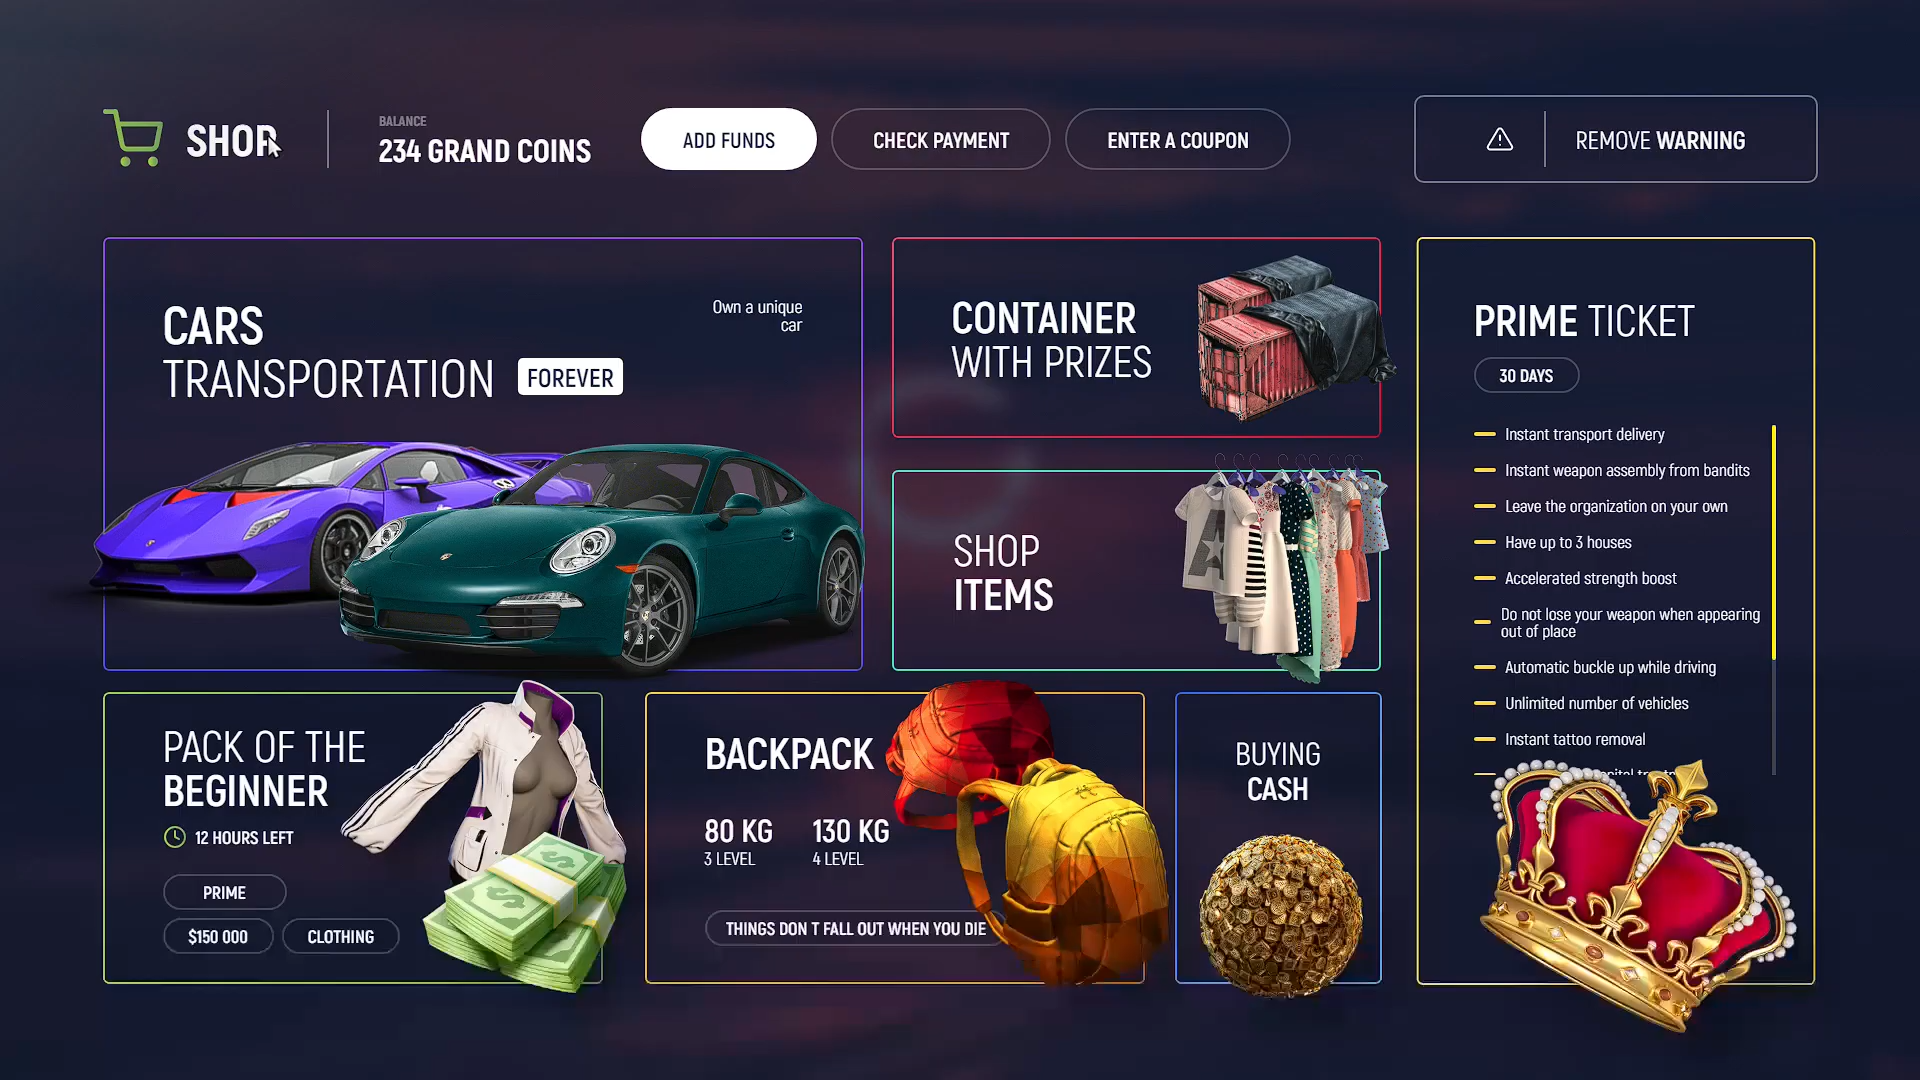 SHOP
BALANCE
234 GRAND COINS
ADD FUNDS
CHECK PAYMENT
ENTER A COUPON
REMOVE WARNING
CARS
TRANSPORTATION
FOREVER
Own a unique
car
CONTAINER
WITH PRIZES
SHOP
ITEMS
PRIME TICKET
30 DAYS
Instant transport delivery
Instant weapon assembly from bandits
Leave the organization on your own
Have up to 3 houses
Accelerated strength boost
Do not lose your weapon when appearing
out of place
Automatic buckle up while driving
Unlimited number of vehicles
Instant tattoo removal
PACK OF THE
BEGINNER
12 HOURS LEFT
PRIME
$150 000
CLOTHING
BACKPACK
80 KG
3 LEVEL
130 KG
4 LEVEL
THINGS DON T FALL OUT WHEN YOU DIE
BUYING
CASH